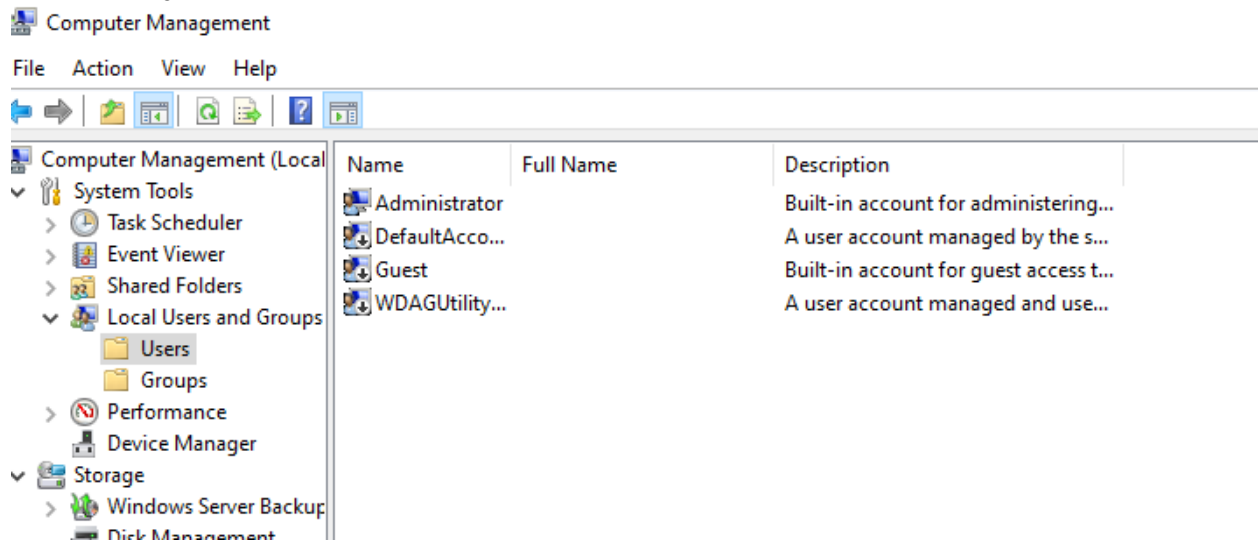 Computer Management
File Action View Help
Computer Management (Local
System Tools
Task Scheduler
Event Viewer
Shared Folders
Local Users and Groups
Users
Groups
Performance
Device Manager
Storage
Windows Server Backup
Disk Management
Name Full Name Description
Administrator Built-in account for administering...
DefaultAcco... A user account managed by the s...
Guest Built-in account for guest access t...
WDAGUtility... A user account managed and use...